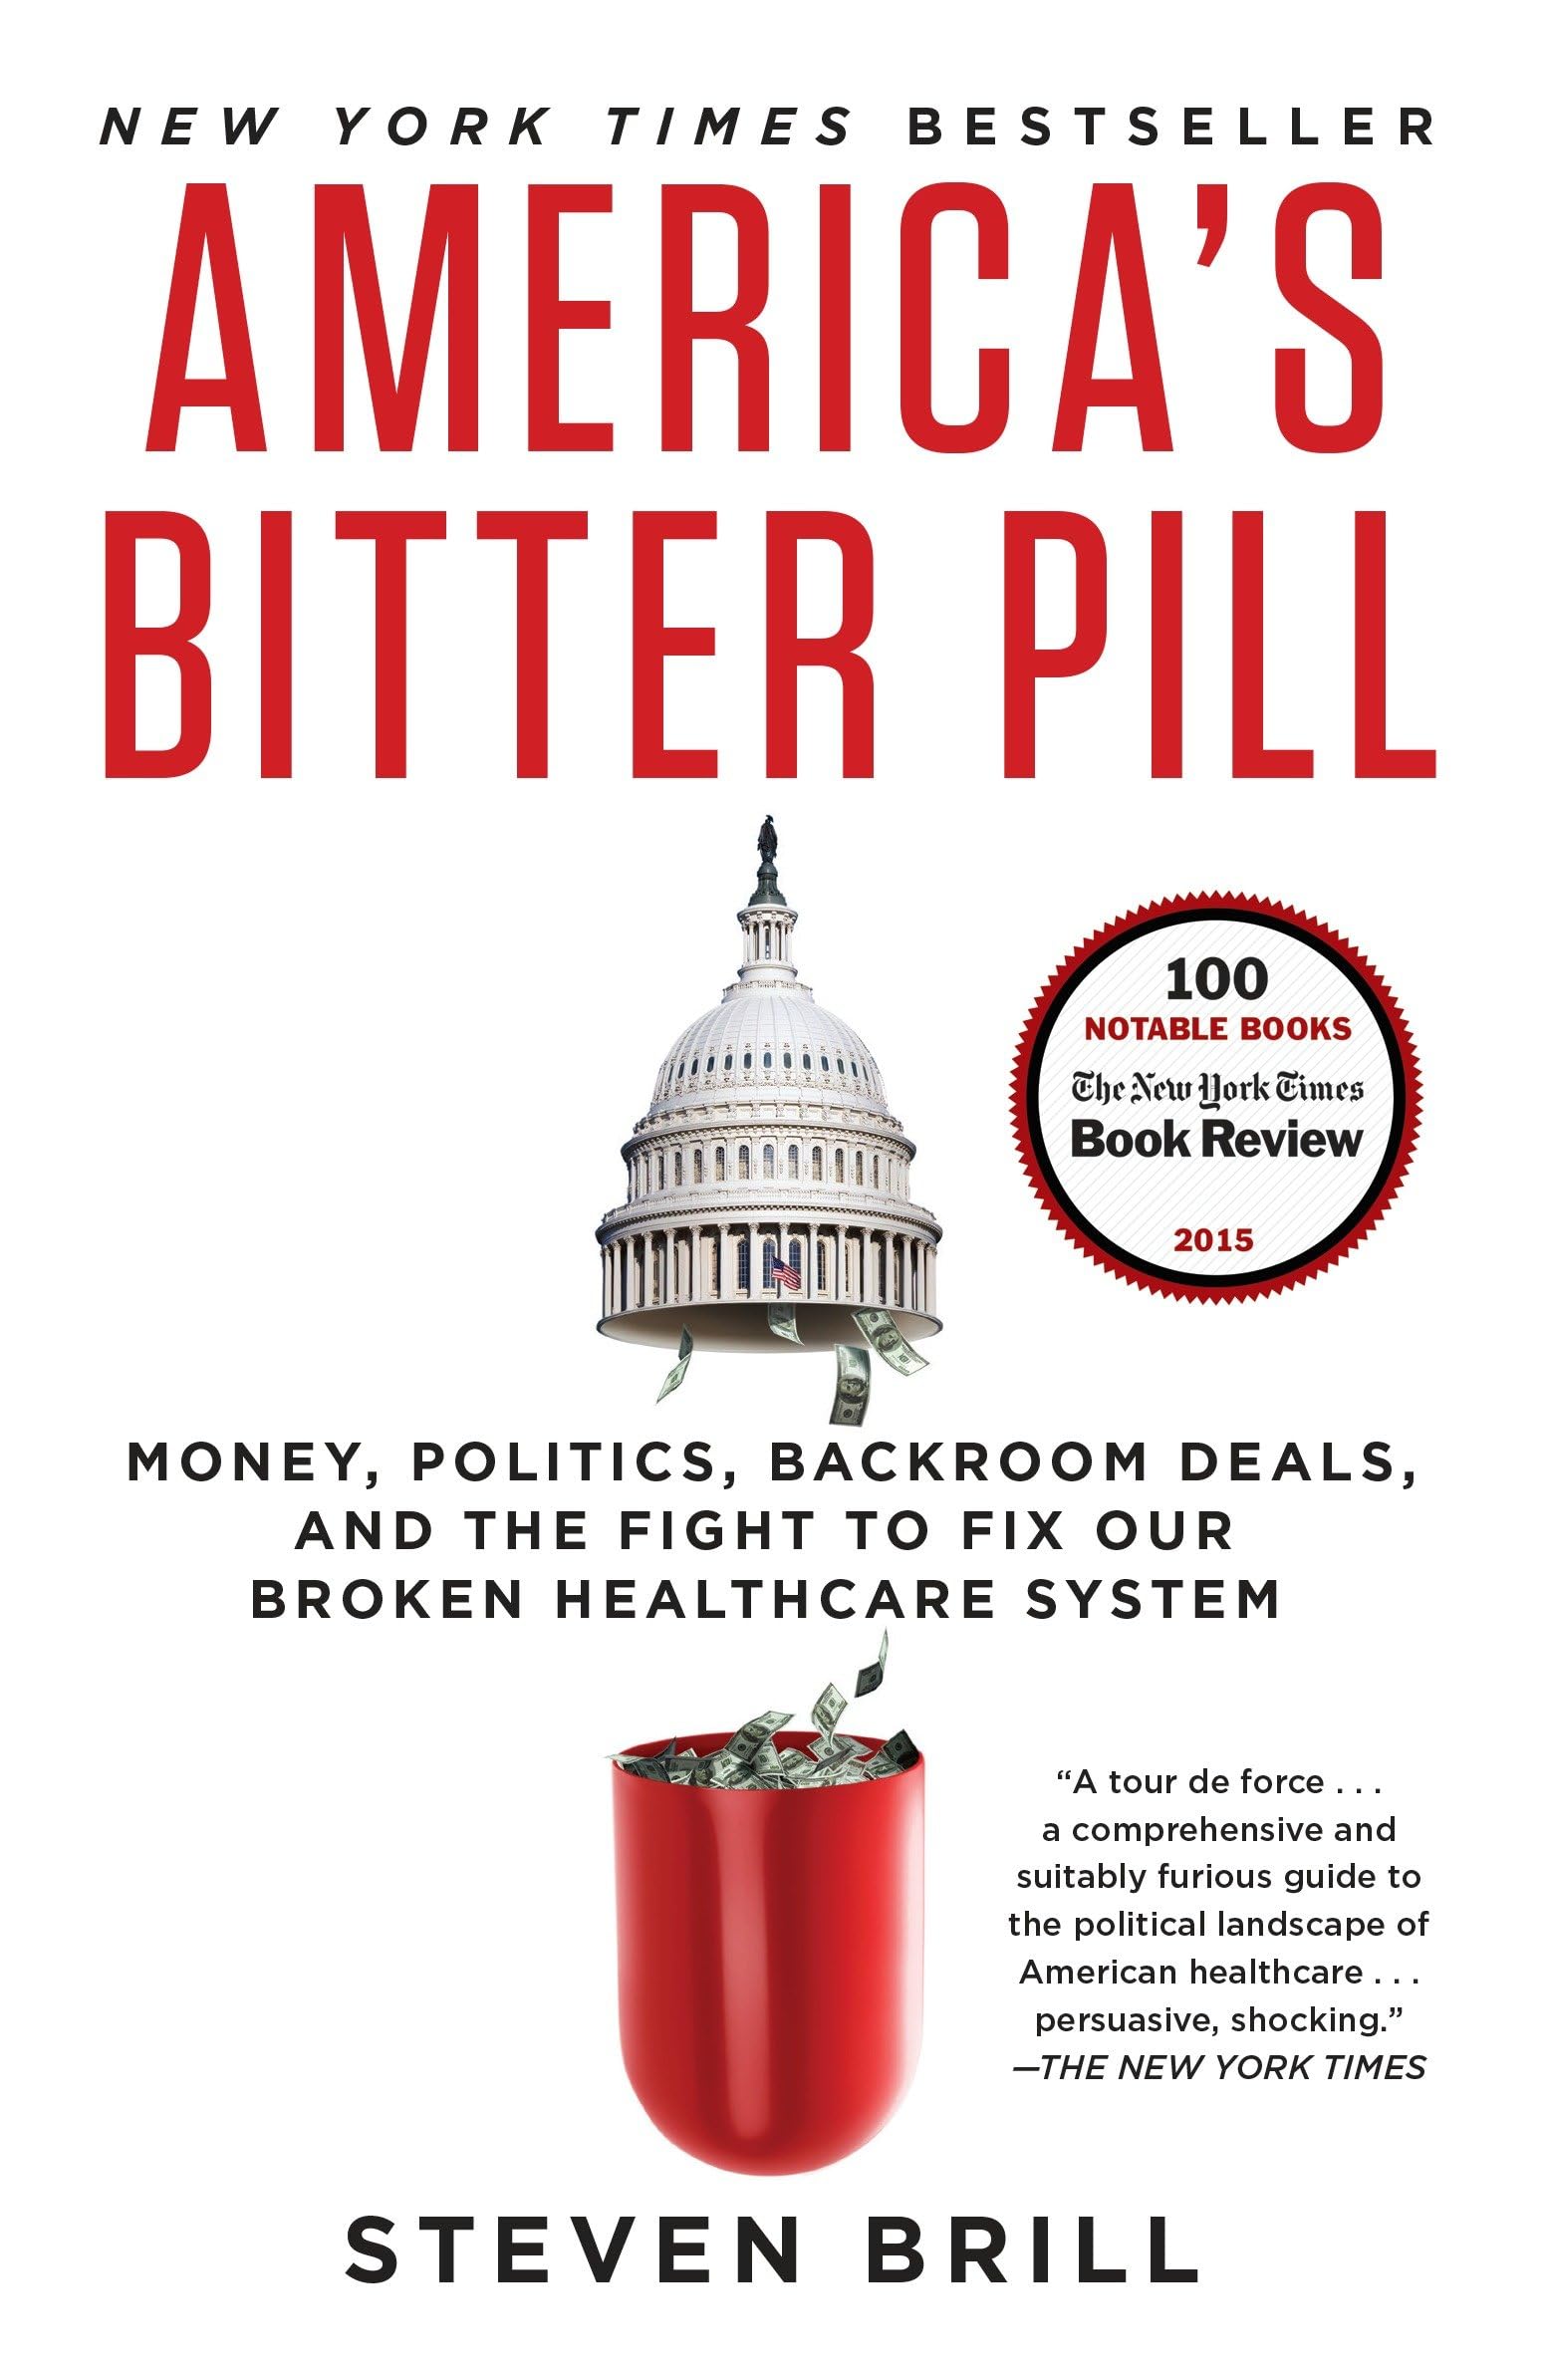 NEW YORK TIMES BESTSELLER
AMERICA’S
BITTER PILL
100
NOTABLE BOOKS
The New York Times
Book Review
2015
MONEY, POLITICS, BACKROOM DEALS,
AND THE FIGHT TO FIX OUR
BROKEN HEALTHCARE SYSTEM
“A tour de force . . .
a comprehensive and
suitably furious guide to
the political landscape of
American healthcare . . .
persuasive, shocking.”
—THE NEW YORK TIMES
STEVEN BRILL